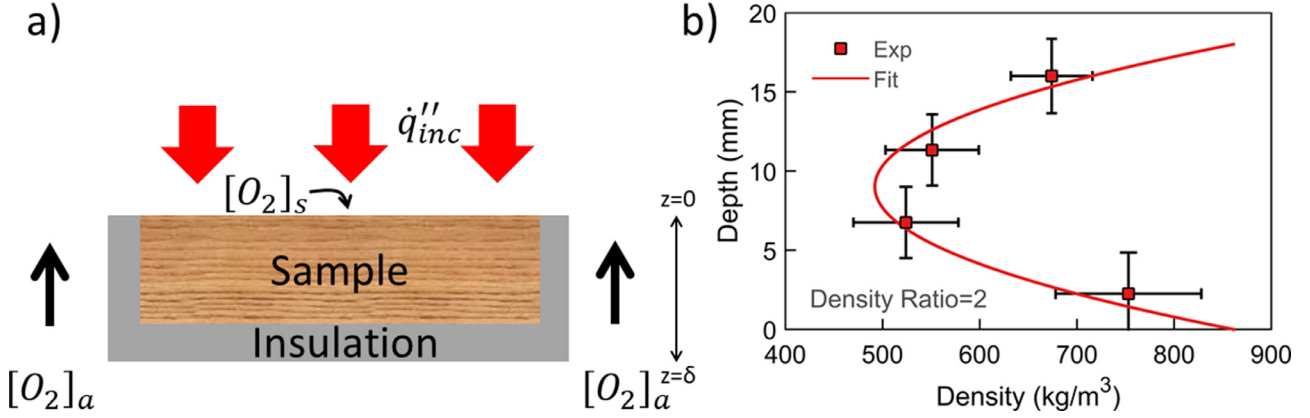 a)
q̇″inc
[O2]s
z=0
Sample
Insulation
[O2]a
[O2]a
z=δ
b)
20
15
10
5
0
Depth (mm)
Exp
Fit
Density Ratio=2
400 500 600 700 800 900
Density (kg/m³)